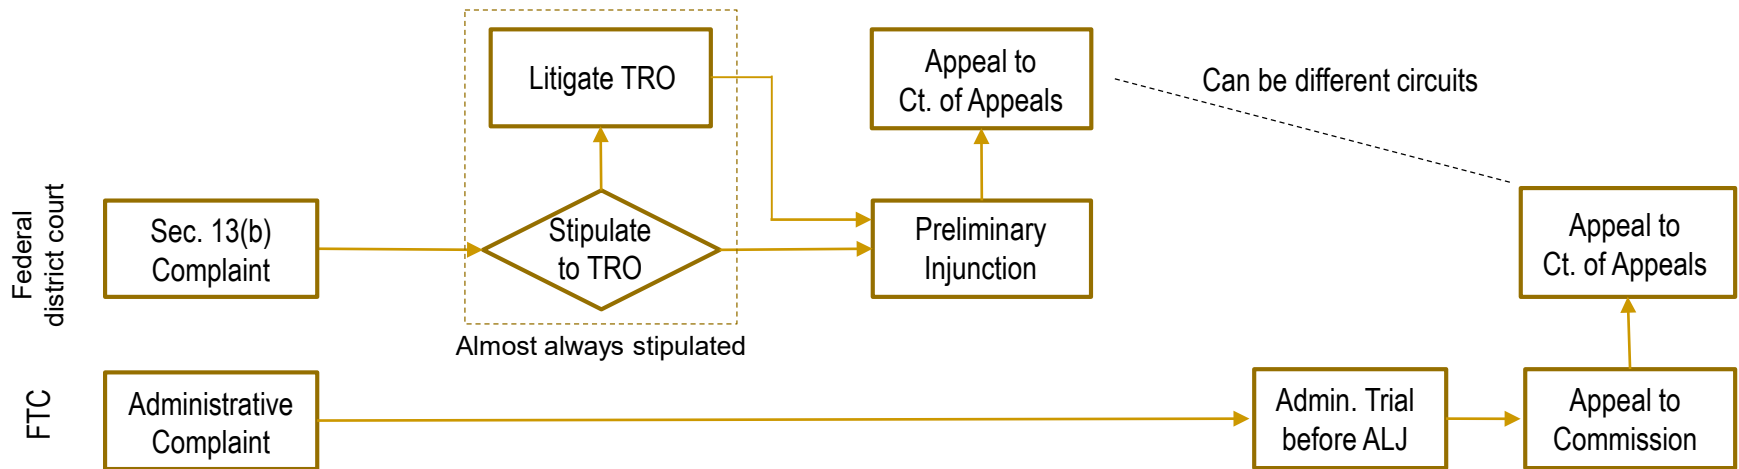 Litigate TRO
Appeal to
Ct. of Appeals
Can be different circuits
Federal
district court
Sec. 13(b)
Complaint
Stipulate
to TRO
Preliminary
Injunction
Appeal to
Ct. of Appeals
Almost always stipulated
FTC
Administrative
Complaint
Admin. Trial
before ALJ
Appeal to
Commission